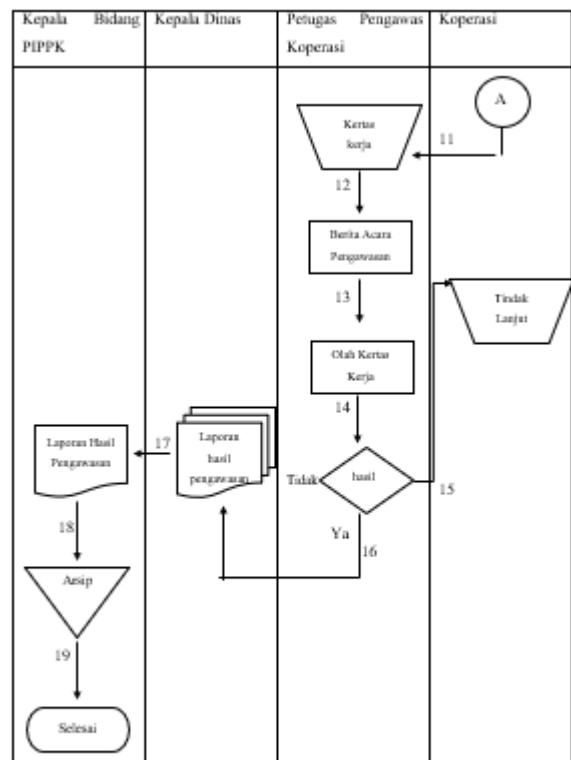 Kepala Bidang
PIPPK
Kepala Dinas
Petugas Pengawas
Koperasi
Koperasi
A
11
Kertas
kerja
12
Berita Acara
Pengawasan
13
Tindak
Lanjut
Olah Kertas
Kerja
14
hasil
Tidak
15
Ya
16
Laporan
hasil
pengawasan
17
Laporan Hasil
Pengawasan
18
Arsip
19
Selesai